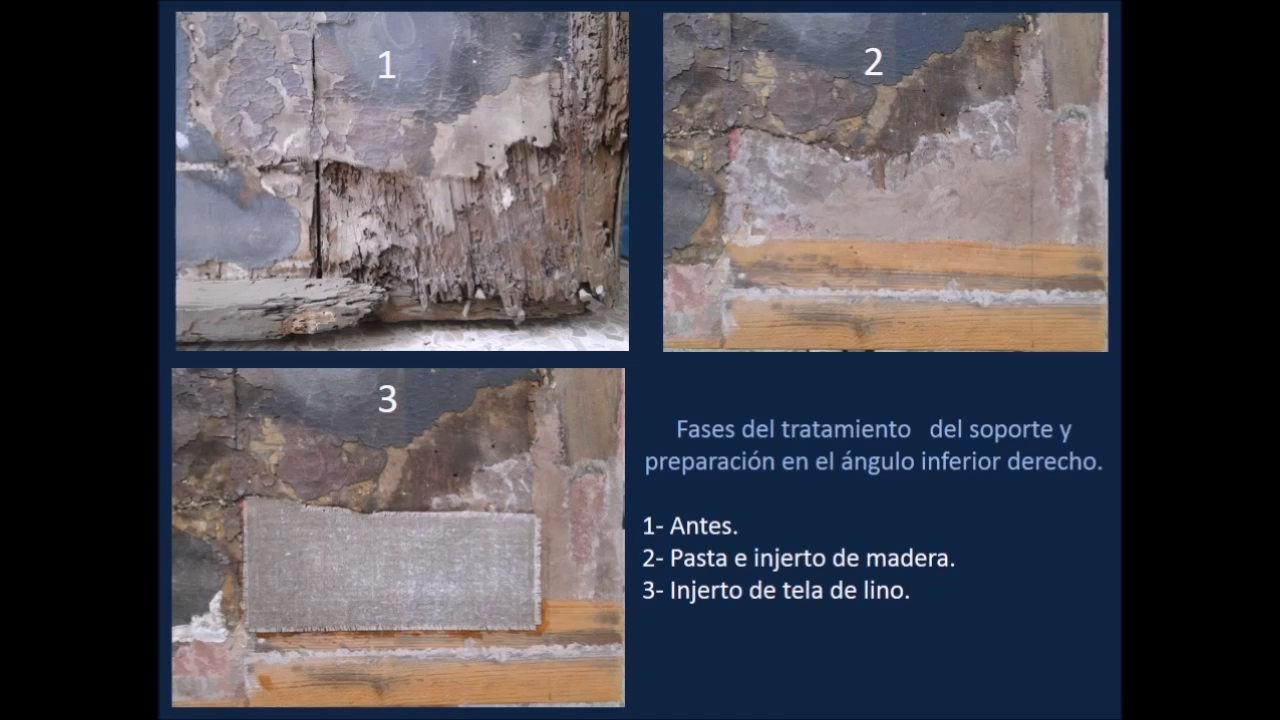 1
2
3
Fases del tratamiento del soporte y
preparación en el ángulo inferior derecho.
1- Antes.
2- Pasta e injerto de madera.
3- Injerto de tela de lino.